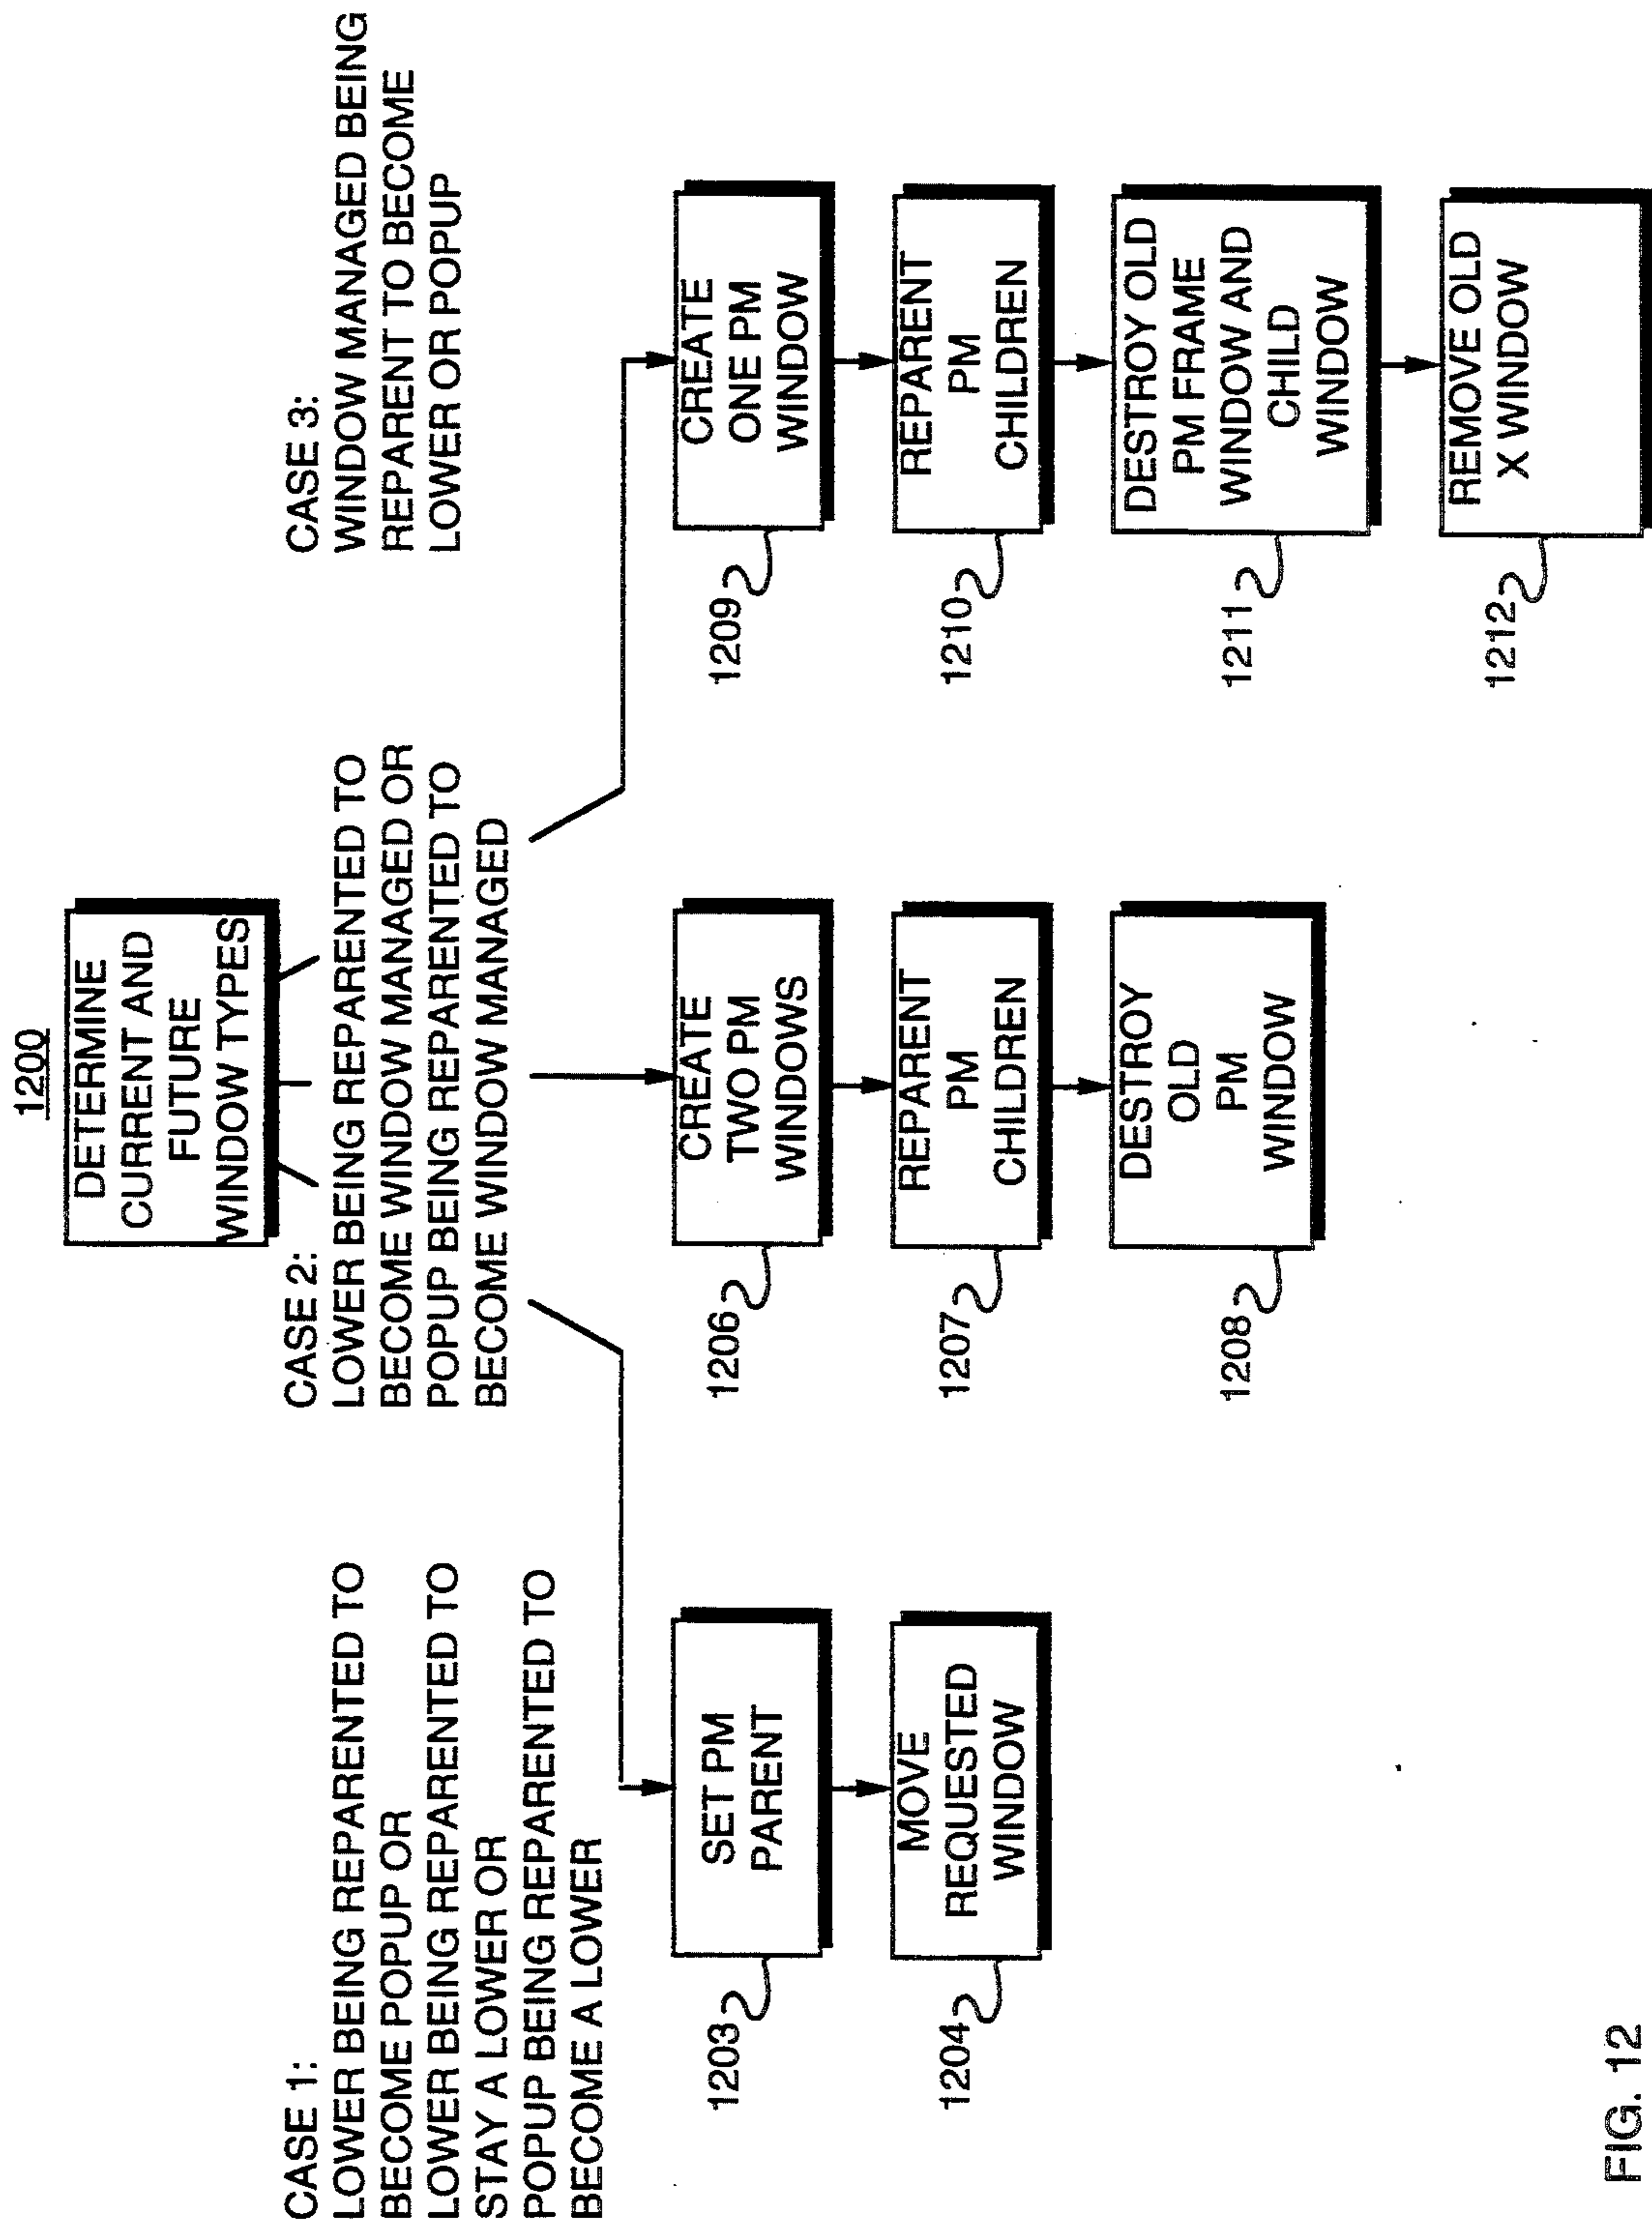 1200
DETERMINE
CURRENT AND
FUTURE
WINDOW TYPES
CASE 1:
LOWER BEING REPARENTED TO
BECOME POPUP OR
LOWER BEING REPARENTED TO
STAY A LOWER OR
POPUP BEING REPARENTED TO
BECOME A LOWER
CASE 2:
LOWER BEING REPARENTED TO
BECOME WINDOW MANAGED OR
POPUP BEING REPARENTED TO
BECOME WINDOW MANAGED
CASE 3:
WINDOW MANAGED BEING
REPARENT TO BECOME
LOWER OR POPUP
1203
SET PM
PARENT
1204
MOVE
REQUESTED
WINDOW
1206
CREATE
TWO PM
WINDOWS
1207
REPARENT
PM
CHILDREN
1208
DESTROY
OLD
PM
WINDOW
1209
CREATE
ONE PM
WINDOW
1210
REPARENT
PM
CHILDREN
1211
DESTROY OLD
PM FRAME
WINDOW AND
CHILD
WINDOW
1212
REMOVE OLD
X WINDOW
FIG. 12